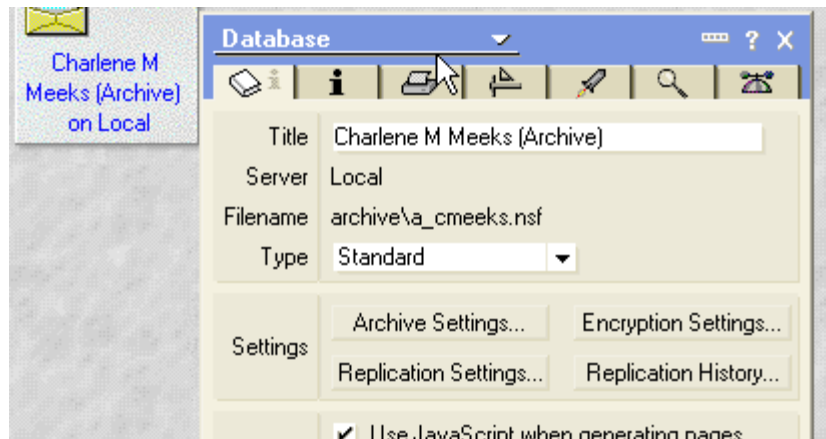 Charlene M
Meeks (Archive)
on Local
Database
?
Title Charlene M Meeks (Archive)
Server Local
Filename archive\a_cmeeks.nsf
Type Standard
Settings
Archive Settings... Encryption Settings...
Replication Settings... Replication History...
Use JavaScript when generating pages